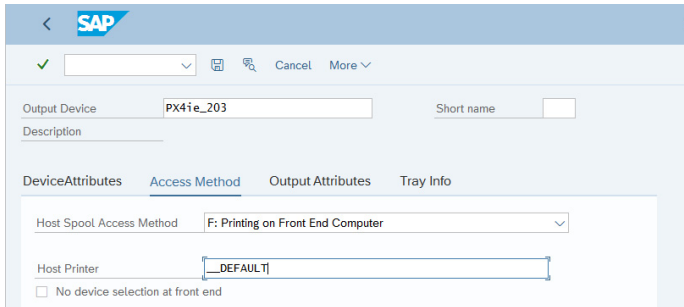 SAP
Cancel More
Output Device PX4ie_203 Short name
Description
DeviceAttributes Access Method Output Attributes Tray Info
Host Spool Access Method F: Printing on Front End Computer
Host Printer __DEFAULT
No device selection at front end